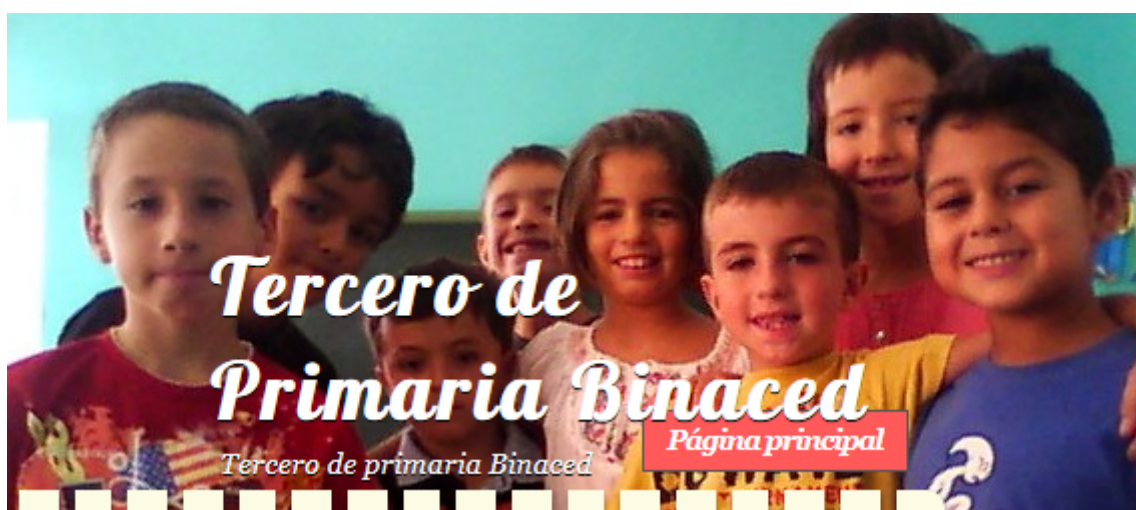 Tercero de
Primaria Binaced
Página principal
Tercero de primaria Binaced